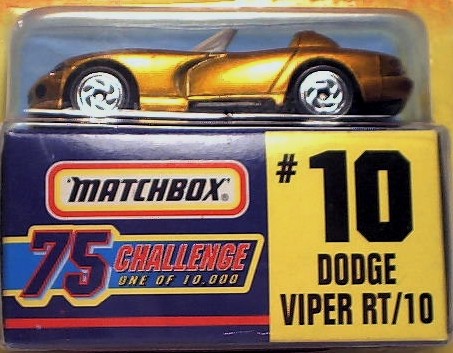 'MATCHBOX'®
75 CHALLENGE
ONE OF 10,000
#10
DODGE
VIPER RT/10